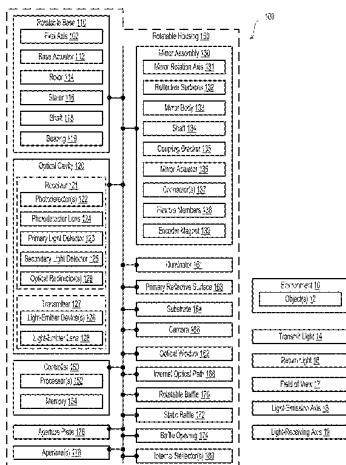 100
Rotatable Base 110
First Axis 102
Base Actuator 112
Rotor 114
Stator 116
Shaft 118
Bearing 119
Optical Cavity 120
Receiver 121
Photodetector(s) 122
Photodetector Lens 124
Primary Light Detector 123
Secondary Light Detector 125
Optical Redirector(s) 129
Transmitter 127
Light-Emitter Device(s) 126
Light-Emitter Lens 128
Controller 150
Processor(s) 152
Memory 154
Aperture Plate 176
Aperture(s) 178
Rotatable Housing 160
Mirror Assembly 130
Mirror Rotation Axis 131
Reflective Surfaces 132
Mirror Body 133
Shaft 134
Coupling Bracket 135
Mirror Actuator 136
Connector(s) 137
Flexible Members 138
Encoder Magnet 139
Illuminator 161
Primary Reflective Surface 163
Substrate 164
Camera 166
Optical Window 162
Internal Optical Path 168
Rotatable Baffle 170
Static Baffle 172
Baffle Opening 174
Internal Reflector(s) 180
Environment 10
Object(s) 12
Transmit Light 14
Return Light 16
Field of View 17
Light-Emission Axis 18
Light-Receiving Axis 19